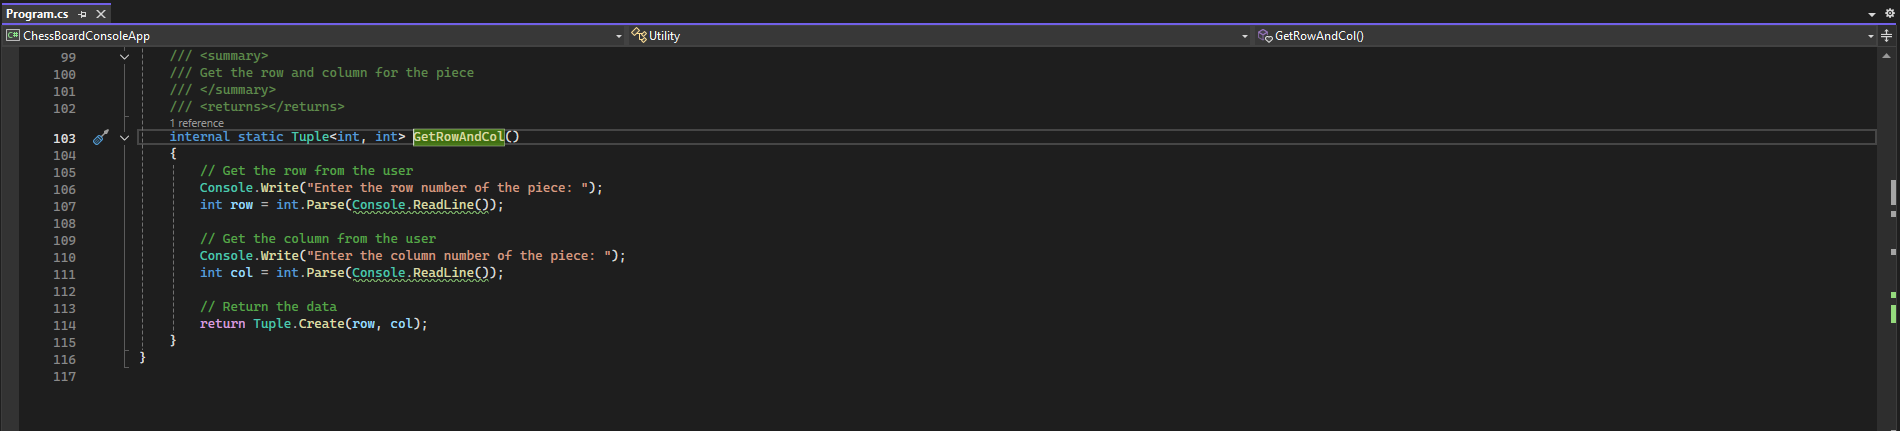 Program.cs
C# ChessBoardConsoleApp Utility GetRowAndCol()
99 /// <summary>
100 /// Get the row and column for the piece
101 /// </summary>
102 /// <returns></returns>
1 reference
103 internal static Tuple<int, int> GetRowAndCol()
104 {
105 // Get the row from the user
106 Console.Write("Enter the row number of the piece: ");
107 int row = int.Parse(Console.ReadLine());
108
109 // Get the column from the user
110 Console.Write("Enter the column number of the piece: ");
111 int col = int.Parse(Console.ReadLine());
112
113 // Return the data
114 return Tuple.Create(row, col);
115 }
116 }
117